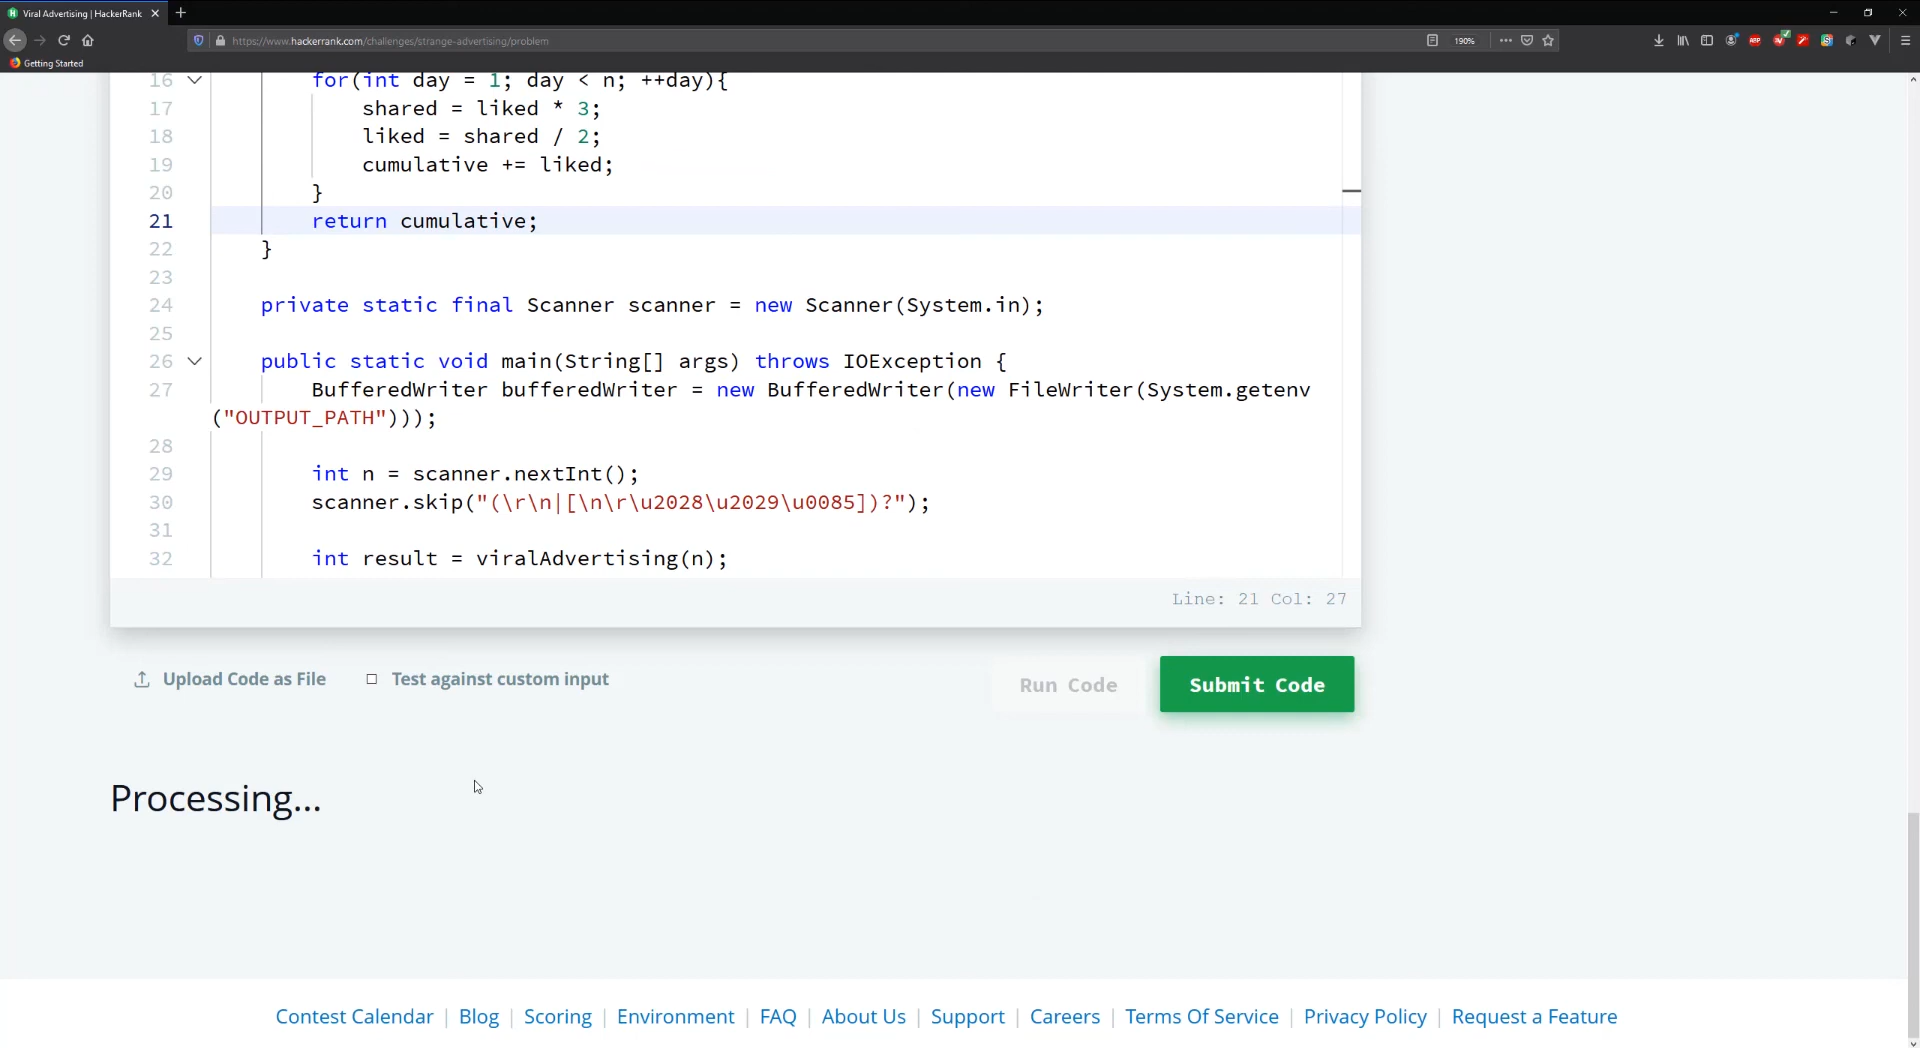 Viral Advertising | HackerRank
https://www.hackerrank.com/challenges/strange-advertising/problem
190%
ABP
Getting Started
16 for(int day = 1; day < n; ++day){
17 shared = liked * 3;
18 liked = shared / 2;
19 cumulative += liked;
20 }
21 return cumulative;
22 }
23
24 private static final Scanner scanner = new Scanner(System.in);
25
26 public static void main(String[] args) throws IOException {
27 BufferedWriter bufferedWriter = new BufferedWriter(new FileWriter(System.getenv
("OUTPUT_PATH")));
28
29 int n = scanner.nextInt();
30 scanner.skip("(\r\n|[\n\r\u2028\u2029\u0085])?");
31
32 int result = viralAdvertising(n);
Line: 21 Col: 27
Upload Code as File Test against custom input Run Code Submit Code
Processing...
Contest Calendar | Blog | Scoring | Environment | FAQ | About Us | Support | Careers | Terms Of Service | Privacy Policy | Request a Feature